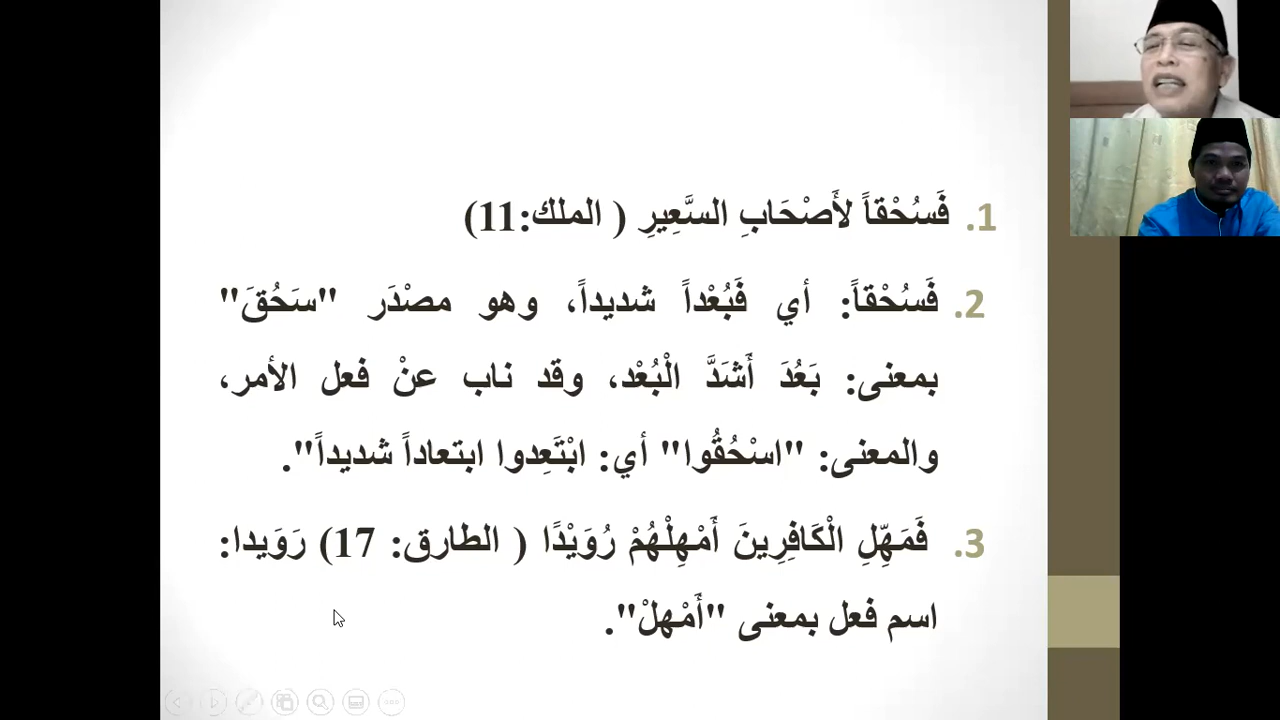 1. فَسُحْقاً لأَصْحَابِ السَّعِيرِ ( الملك:11)
2. فَسُحْقاً: أي فَبُعْداً شديداً، وهو مصْدَر "سَحُقَ"
بمعنى: بَعُدَ أَشَدَّ الْبُعْد، وقد ناب عنْ فعل الأمر،
والمعنى: "اسْحُقُوا" أي: ابْتَعِدوا ابتعاداً شديداً".
3. فَمَهِّلِ الْكَافِرِينَ أَمْهِلْهُمْ رُوَيْدًا ( الطارق: 17) رَوَيدا:
اسم فعل بمعنى "أَمْهلْ".